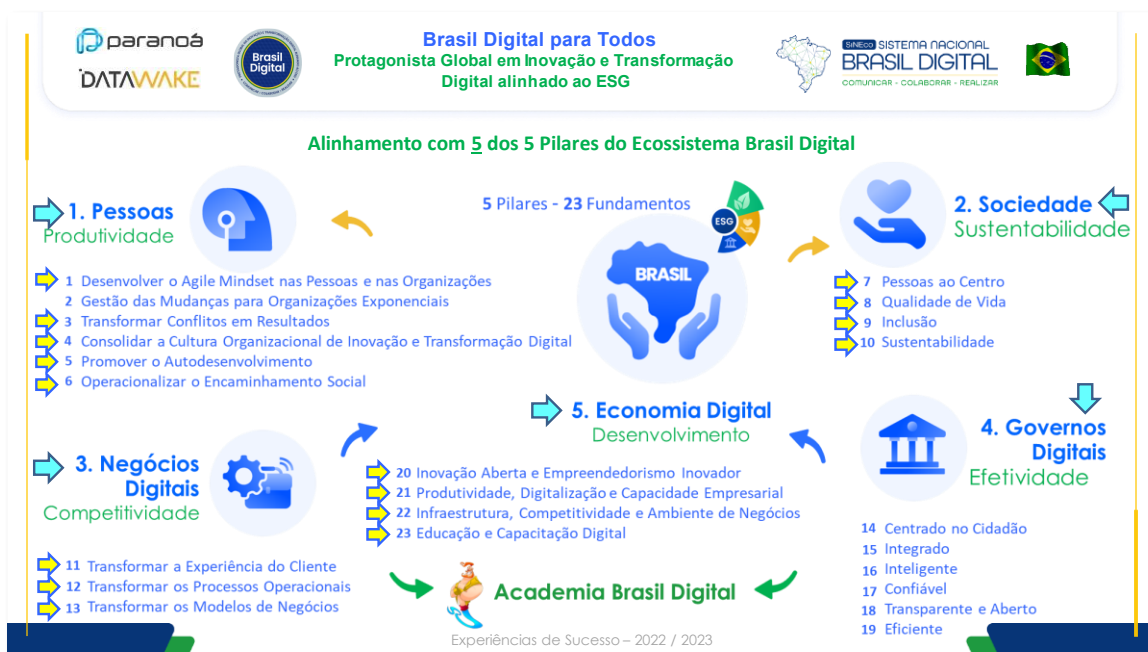 paranoá
DATAWAKE
Brasil
Digital
Brasil Digital para Todos
Protagonista Global em Inovação e Transformação
Digital alinhado ao ESG
SiNEco SISTEMA NACIONAL
BRASIL DIGITAL
COMUNICAR - COLABORAR - REALIZAR
Alinhamento com 5 dos 5 Pilares do Ecossistema Brasil Digital
1. Pessoas
Produtividade
1 Desenvolver o Agile Mindset nas Pessoas e nas Organizações
2 Gestão das Mudanças para Organizações Exponenciais
3 Transformar Conflitos em Resultados
4 Consolidar a Cultura Organizacional de Inovação e Transformação Digital
5 Promover o Autodesenvolvimento
6 Operacionalizar o Encaminhamento Social
5 Pilares - 23 Fundamentos
ESG
BRASIL
2. Sociedade
Sustentabilidade
7 Pessoas ao Centro
8 Qualidade de Vida
9 Inclusão
10 Sustentabilidade
3. Negócios
Digitais
Competitividade
11 Transformar a Experiência do Cliente
12 Transformar os Processos Operacionais
13 Transformar os Modelos de Negócios
5. Economia Digital
Desenvolvimento
20 Inovação Aberta e Empreendedorismo Inovador
21 Produtividade, Digitalização e Capacidade Empresarial
22 Infraestrutura, Competitividade e Ambiente de Negócios
23 Educação e Capacitação Digital
4. Governos
Digitais
Efetividade
14 Centrado no Cidadão
15 Integrado
16 Inteligente
17 Confiável
18 Transparente e Aberto
19 Eficiente
Academia Brasil Digital
Experiências de Sucesso – 2022 / 2023